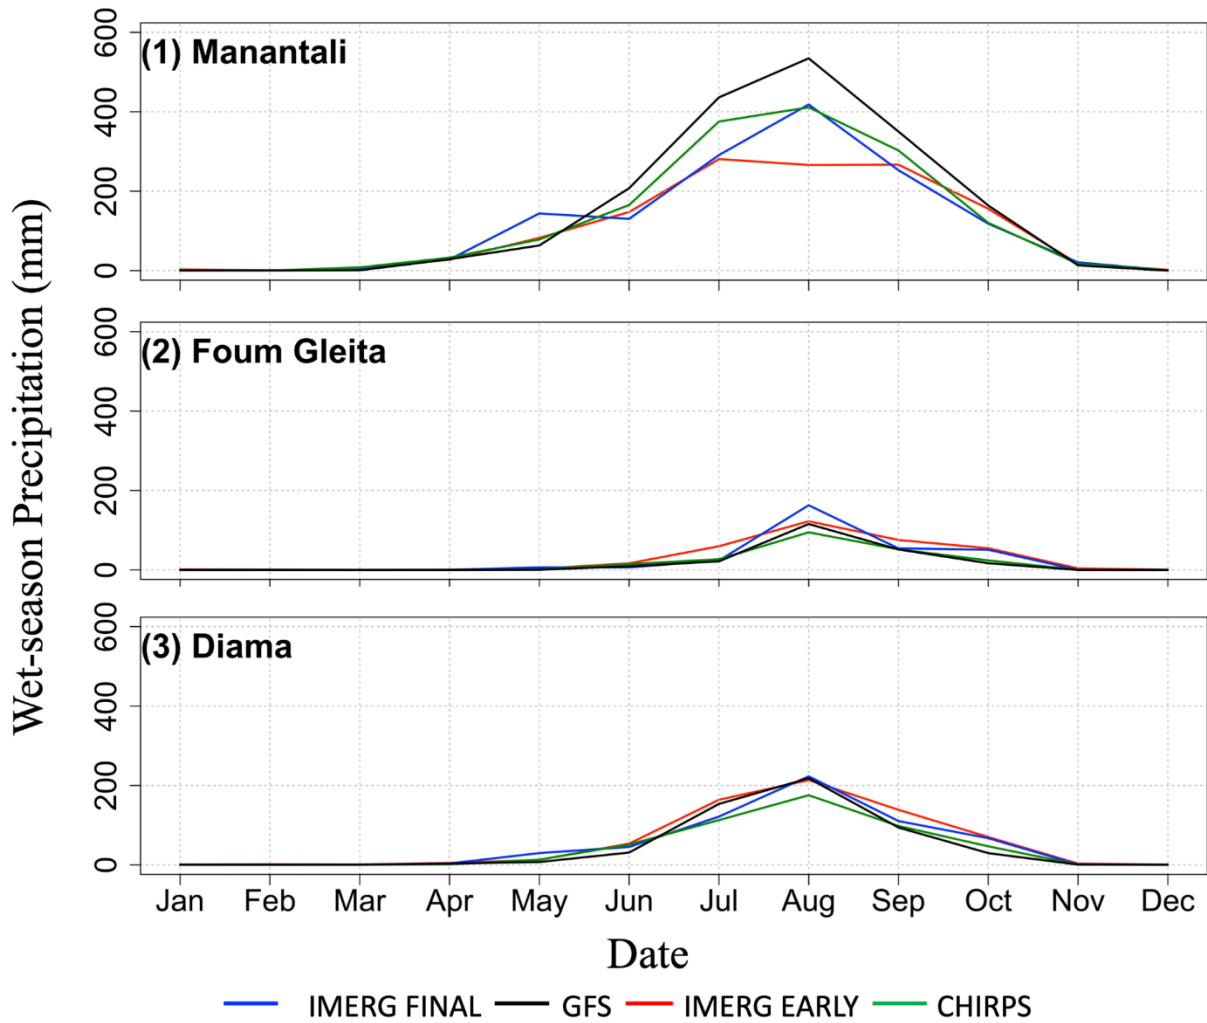 Wet-season Precipitation (mm)
(1) Manantali
600
400
200
0
(2) Foum Gleita
600
400
200
0
(3) Diama
600
400
200
0
Jan Feb Mar Apr May Jun Jul Aug Sep Oct Nov Dec
Date
IMERG FINAL GFS IMERG EARLY CHIRPS